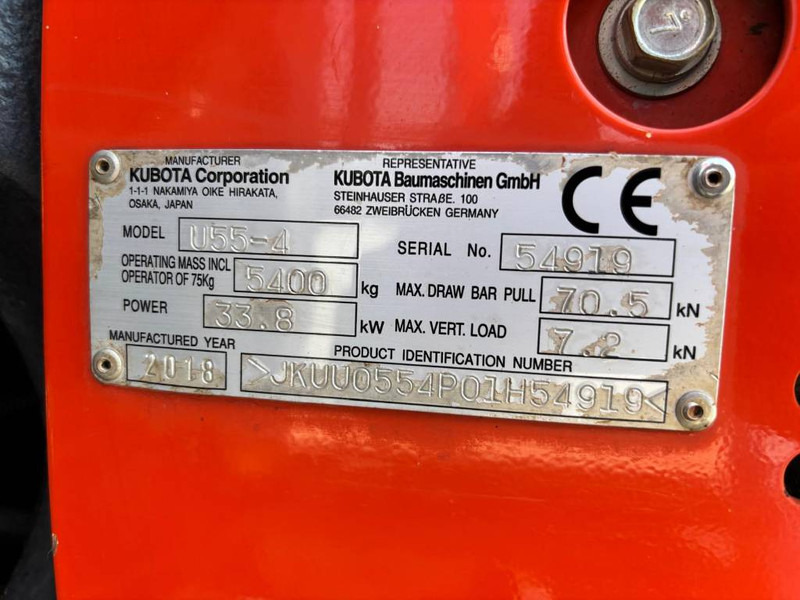 MANUFACTURER
KUBOTA Corporation
1-1-1 NAKAMIYA OIKE HIRAKATA,
OSAKA, JAPAN
REPRESENTATIVE
KUBOTA Baumaschinen GmbH
STEINHAUSER STRAßE. 100
66482 ZWEIBRÜCKEN GERMANY
CE
MODEL U55-4
SERIAL No. 54919
OPERATING MASS INCL
OPERATOR OF 75Kg 5400 kg
MAX. DRAW BAR PULL 70.5 kN
POWER 33.8 kW
MAX. VERT. LOAD 7.2 kN
MANUFACTURED YEAR
2018
PRODUCT IDENTIFICATION NUMBER
>JKUU0554P01H54919<